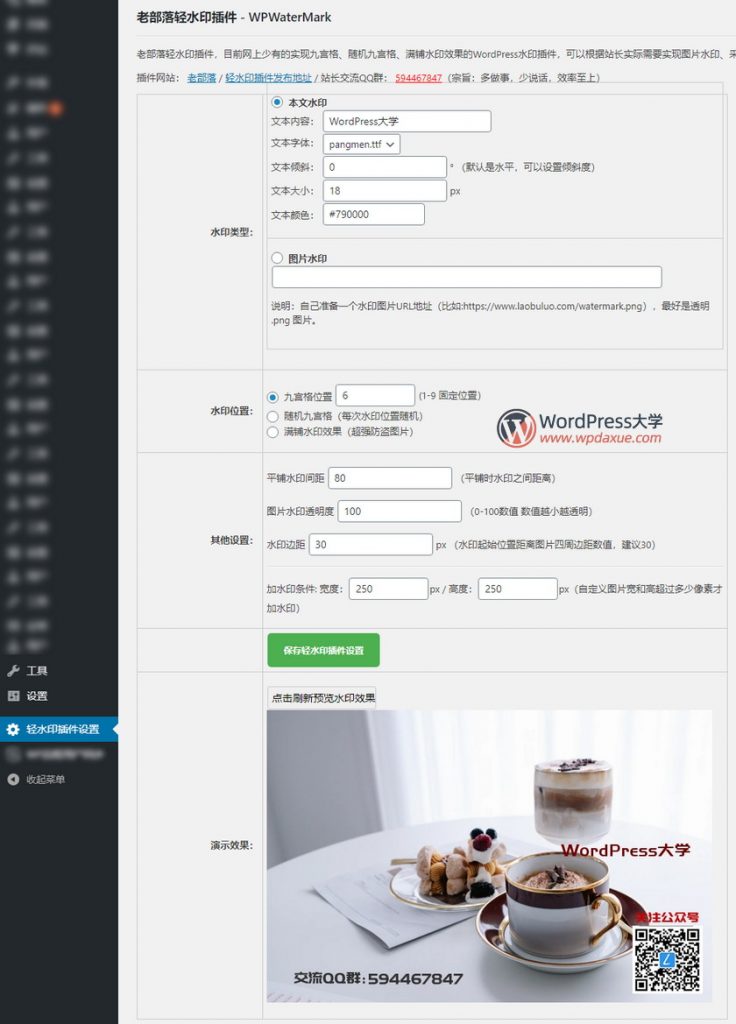 老部落轻水印插件 - WPWaterMark
老部落轻水印插件，目前网上少有的实现九宫格、随机九宫格、满铺水印效果的WordPress水印插件，可以根据站长实际需要实现图片水印、
插件网站： 老部落 / 轻水印插件发布地址 / 站长交流QQ群： 594467847（宗旨：多做事，少说话，效率至上）
水印类型：
本文水印
文本内容： WordPress大学
文本字体： pangmen.ttf
文本倾斜： 0 °（默认是水平，可以设置倾斜度）
文本大小： 18 px
文本颜色： #790000
图片水印
说明：自己准备一个水印图片URL地址（比如:https://www.laobuluo.com/watermark.png），最好是透明
.png 图片。
水印位置：
九宫格位置 6 (1-9 固定位置)
随机九宫格（每次水印位置随机）
满铺水印效果（超强防盗图片）
WordPress大学
www.wpdaxue.com
其他设置：
平铺水印间距 80 （平铺时水印之间距离）
图片水印透明度 100 （0-100数值 数值越小越透明）
水印边距 30 px （水印起始位置距离图片四周边距数值，建议30）
加水印条件: 宽度： 250 px / 高度： 250 px（自定义图片宽和高超过多少像素才
加水印）
保存轻水印插件设置
演示效果：
点击刷新预览水印效果
WordPress大学
关注公众号
交流QQ群:594467847
工具
设置
轻水印插件设置
收起菜单